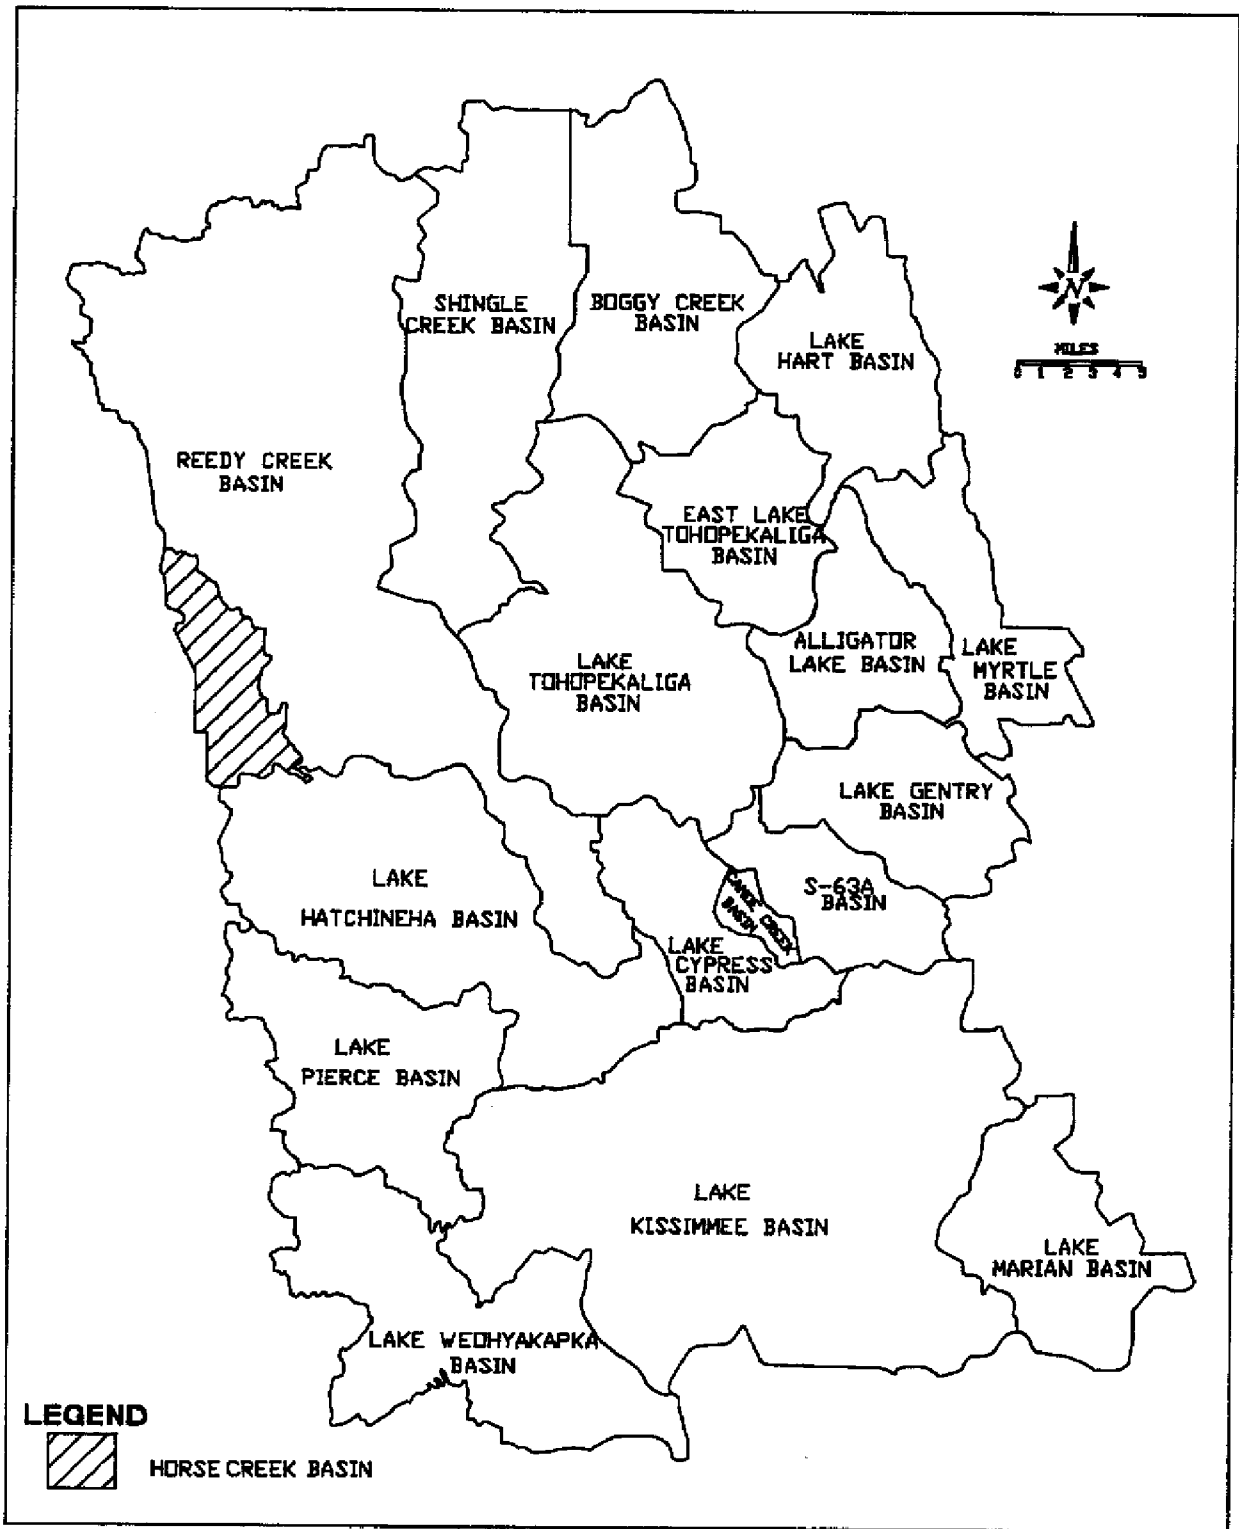 SHINGLE
CREEK BASIN
BOGGY CREEK
BASIN
LAKE
HART BASIN
N
MILES
0 1 2 3 4 5
REEDY CREEK
BASIN
EAST LAKE
TOHOPEKALIGA
BASIN
ALLIGATOR
LAKE BASIN
LAKE
MYRTLE
BASIN
LAKE
TOHOPEKALIGA
BASIN
LAKE GENTRY
BASIN
LAKE
HATCHINEHA BASIN
CANOE CREEK
BASIN
S-63A
BASIN
LAKE
CYPRESS
BASIN
LAKE
PIERCE BASIN
LAKE
KISSIMMEE BASIN
LAKE
MARIAN BASIN
LAKE WEOHYAKAPKA
BASIN
LEGEND
HORSE CREEK BASIN